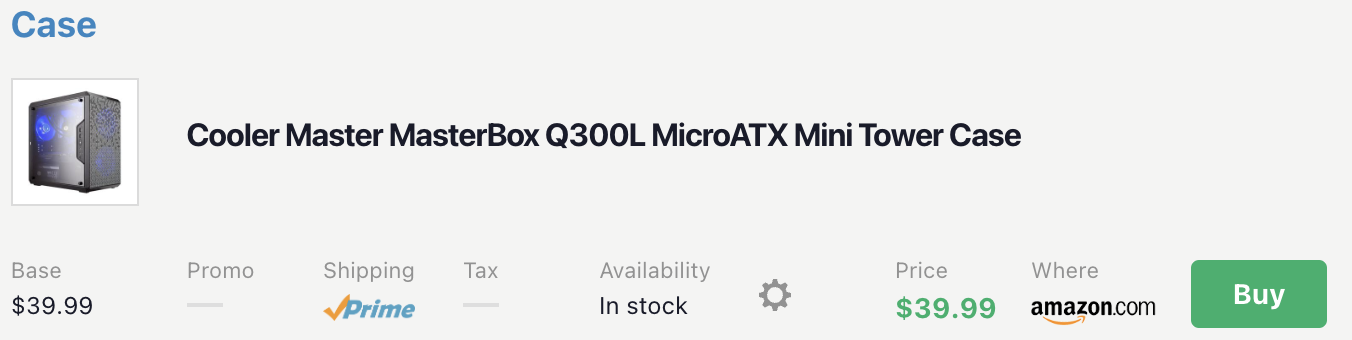 Case
Cooler Master MasterBox Q300L MicroATX Mini Tower Case
Base Promo Shipping Tax Availability Price Where
$39.99 — Prime — In stock $39.99 amazon.com Buy